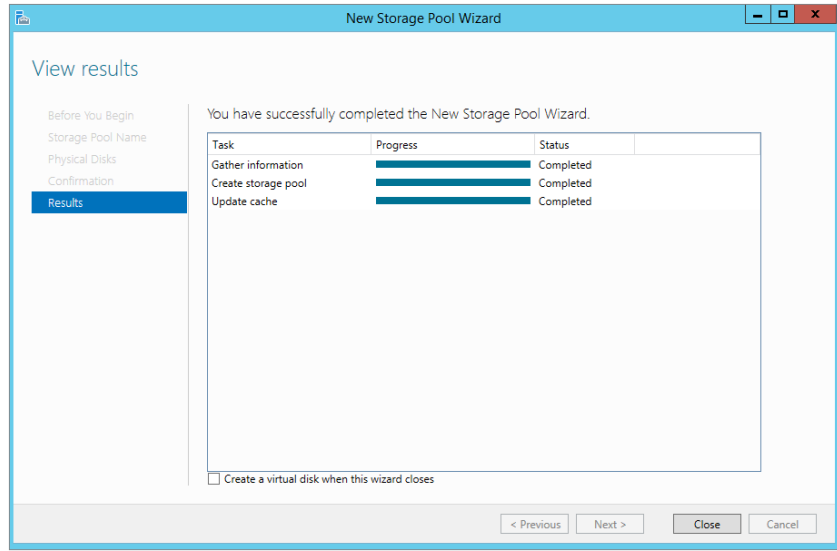 New Storage Pool Wizard
View results
Before You Begin
Storage Pool Name
Physical Disks
Confirmation
Results
You have successfully completed the New Storage Pool Wizard.
Task Progress Status
Gather information Completed
Create storage pool Completed
Update cache Completed
Create a virtual disk when this wizard closes
< Previous Next > Close Cancel